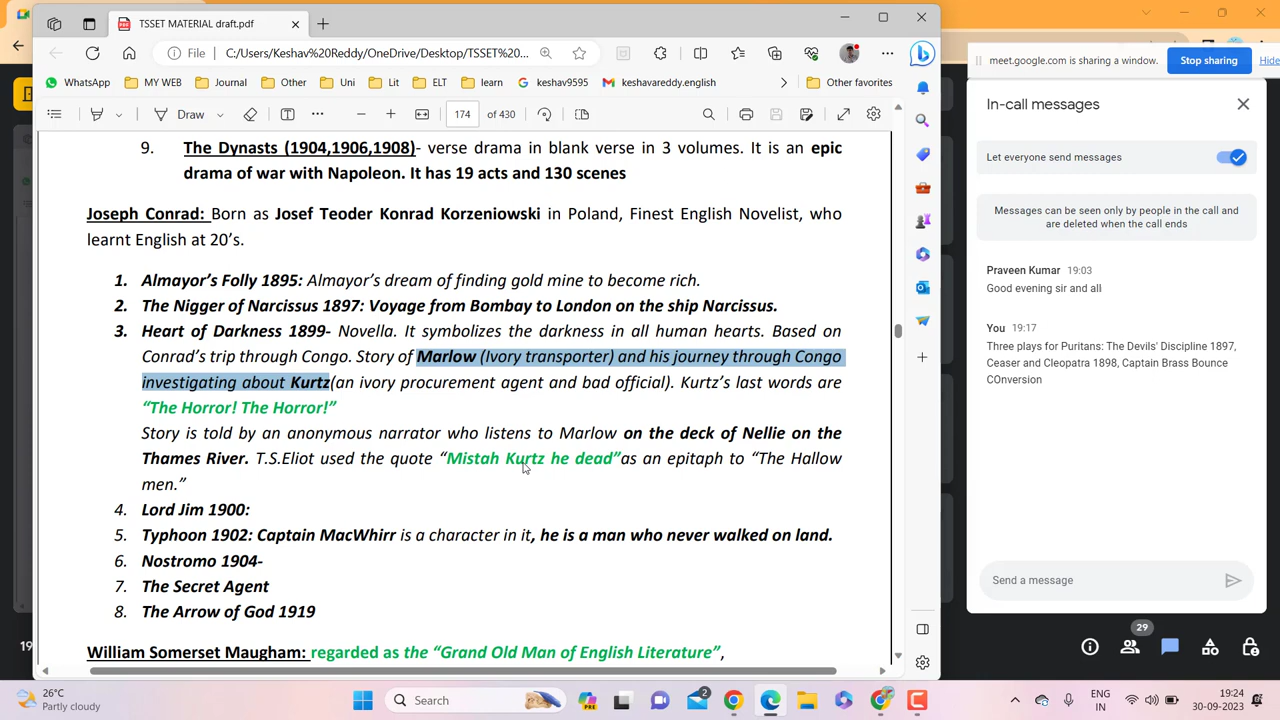 TSSET MATERIAL draft.pdf
File
C:/Users/Keshav%20Reddy/OneDrive/Desktop/TSSET...
WhatsApp
MY WEB
Journal
Other
Uni
Lit
ELT
learn
keshav9595
keshavareddy.english
Other favorites
Draw
174
of 430
9. The Dynasts (1904,1906,1908)- verse drama in blank verse in 3 volumes. It is an epic
drama of war with Napoleon. It has 19 acts and 130 scenes
Joseph Conrad: Born as Josef Teoder Konrad Korzeniowski in Poland, Finest English Novelist, who
learnt English at 20's.
1. Almayor's Folly 1895: Almayor's dream of finding gold mine to become rich.
2. The Nigger of Narcissus 1897: Voyage from Bombay to London on the ship Narcissus.
3. Heart of Darkness 1899- Novella. It symbolizes the darkness in all human hearts. Based on
Conrad's trip through Congo. Story of Marlow (Ivory transporter) and his journey through Congo
investigating about Kurtz(an ivory procurement agent and bad official). Kurtz's last words are
“The Horror! The Horror!”
Story is told by an anonymous narrator who listens to Marlow on the deck of Nellie on the
Thames River. T.S.Eliot used the quote “Mistah Kurtz he dead”as an epitaph to “The Hallow
men.”
4. Lord Jim 1900:
5. Typhoon 1902: Captain MacWhirr is a character in it, he is a man who never walked on land.
6. Nostromo 1904-
7. The Secret Agent
8. The Arrow of God 1919
William Somerset Maugham: regarded as the “Grand Old Man of English Literature”,
meet.google.com is sharing a window.
Stop sharing
Hide
In-call messages
Let everyone send messages
Messages can be seen only by people in the call and
are deleted when the call ends
Praveen Kumar 19:03
Good evening sir and all
You 19:17
Three plays for Puritans: The Devils' Discipline 1897,
Ceaser and Cleopatra 1898, Captain Brass Bounce
COnversion
Send a message
29
26°C
Partly cloudy
Search
PRE
2
ENG
IN
19:24
30-09-2023